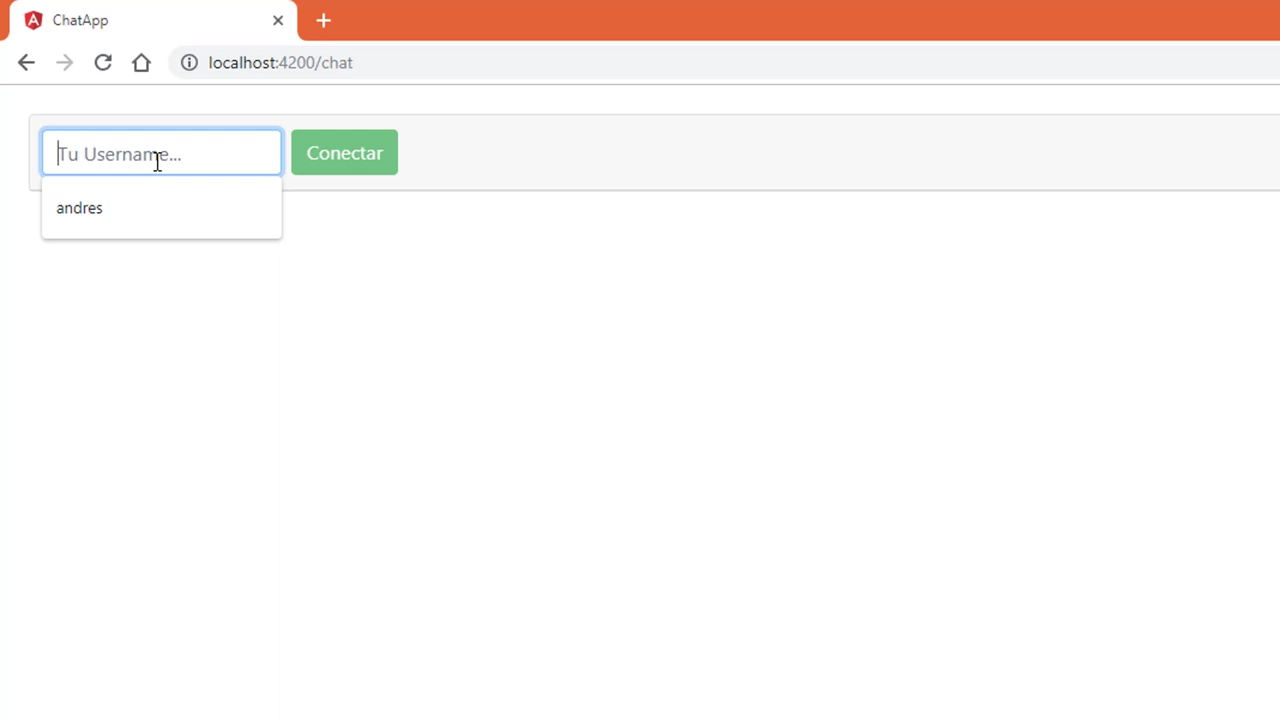 ChatApp
localhost:4200/chat
Tu Username...
Conectar
andres